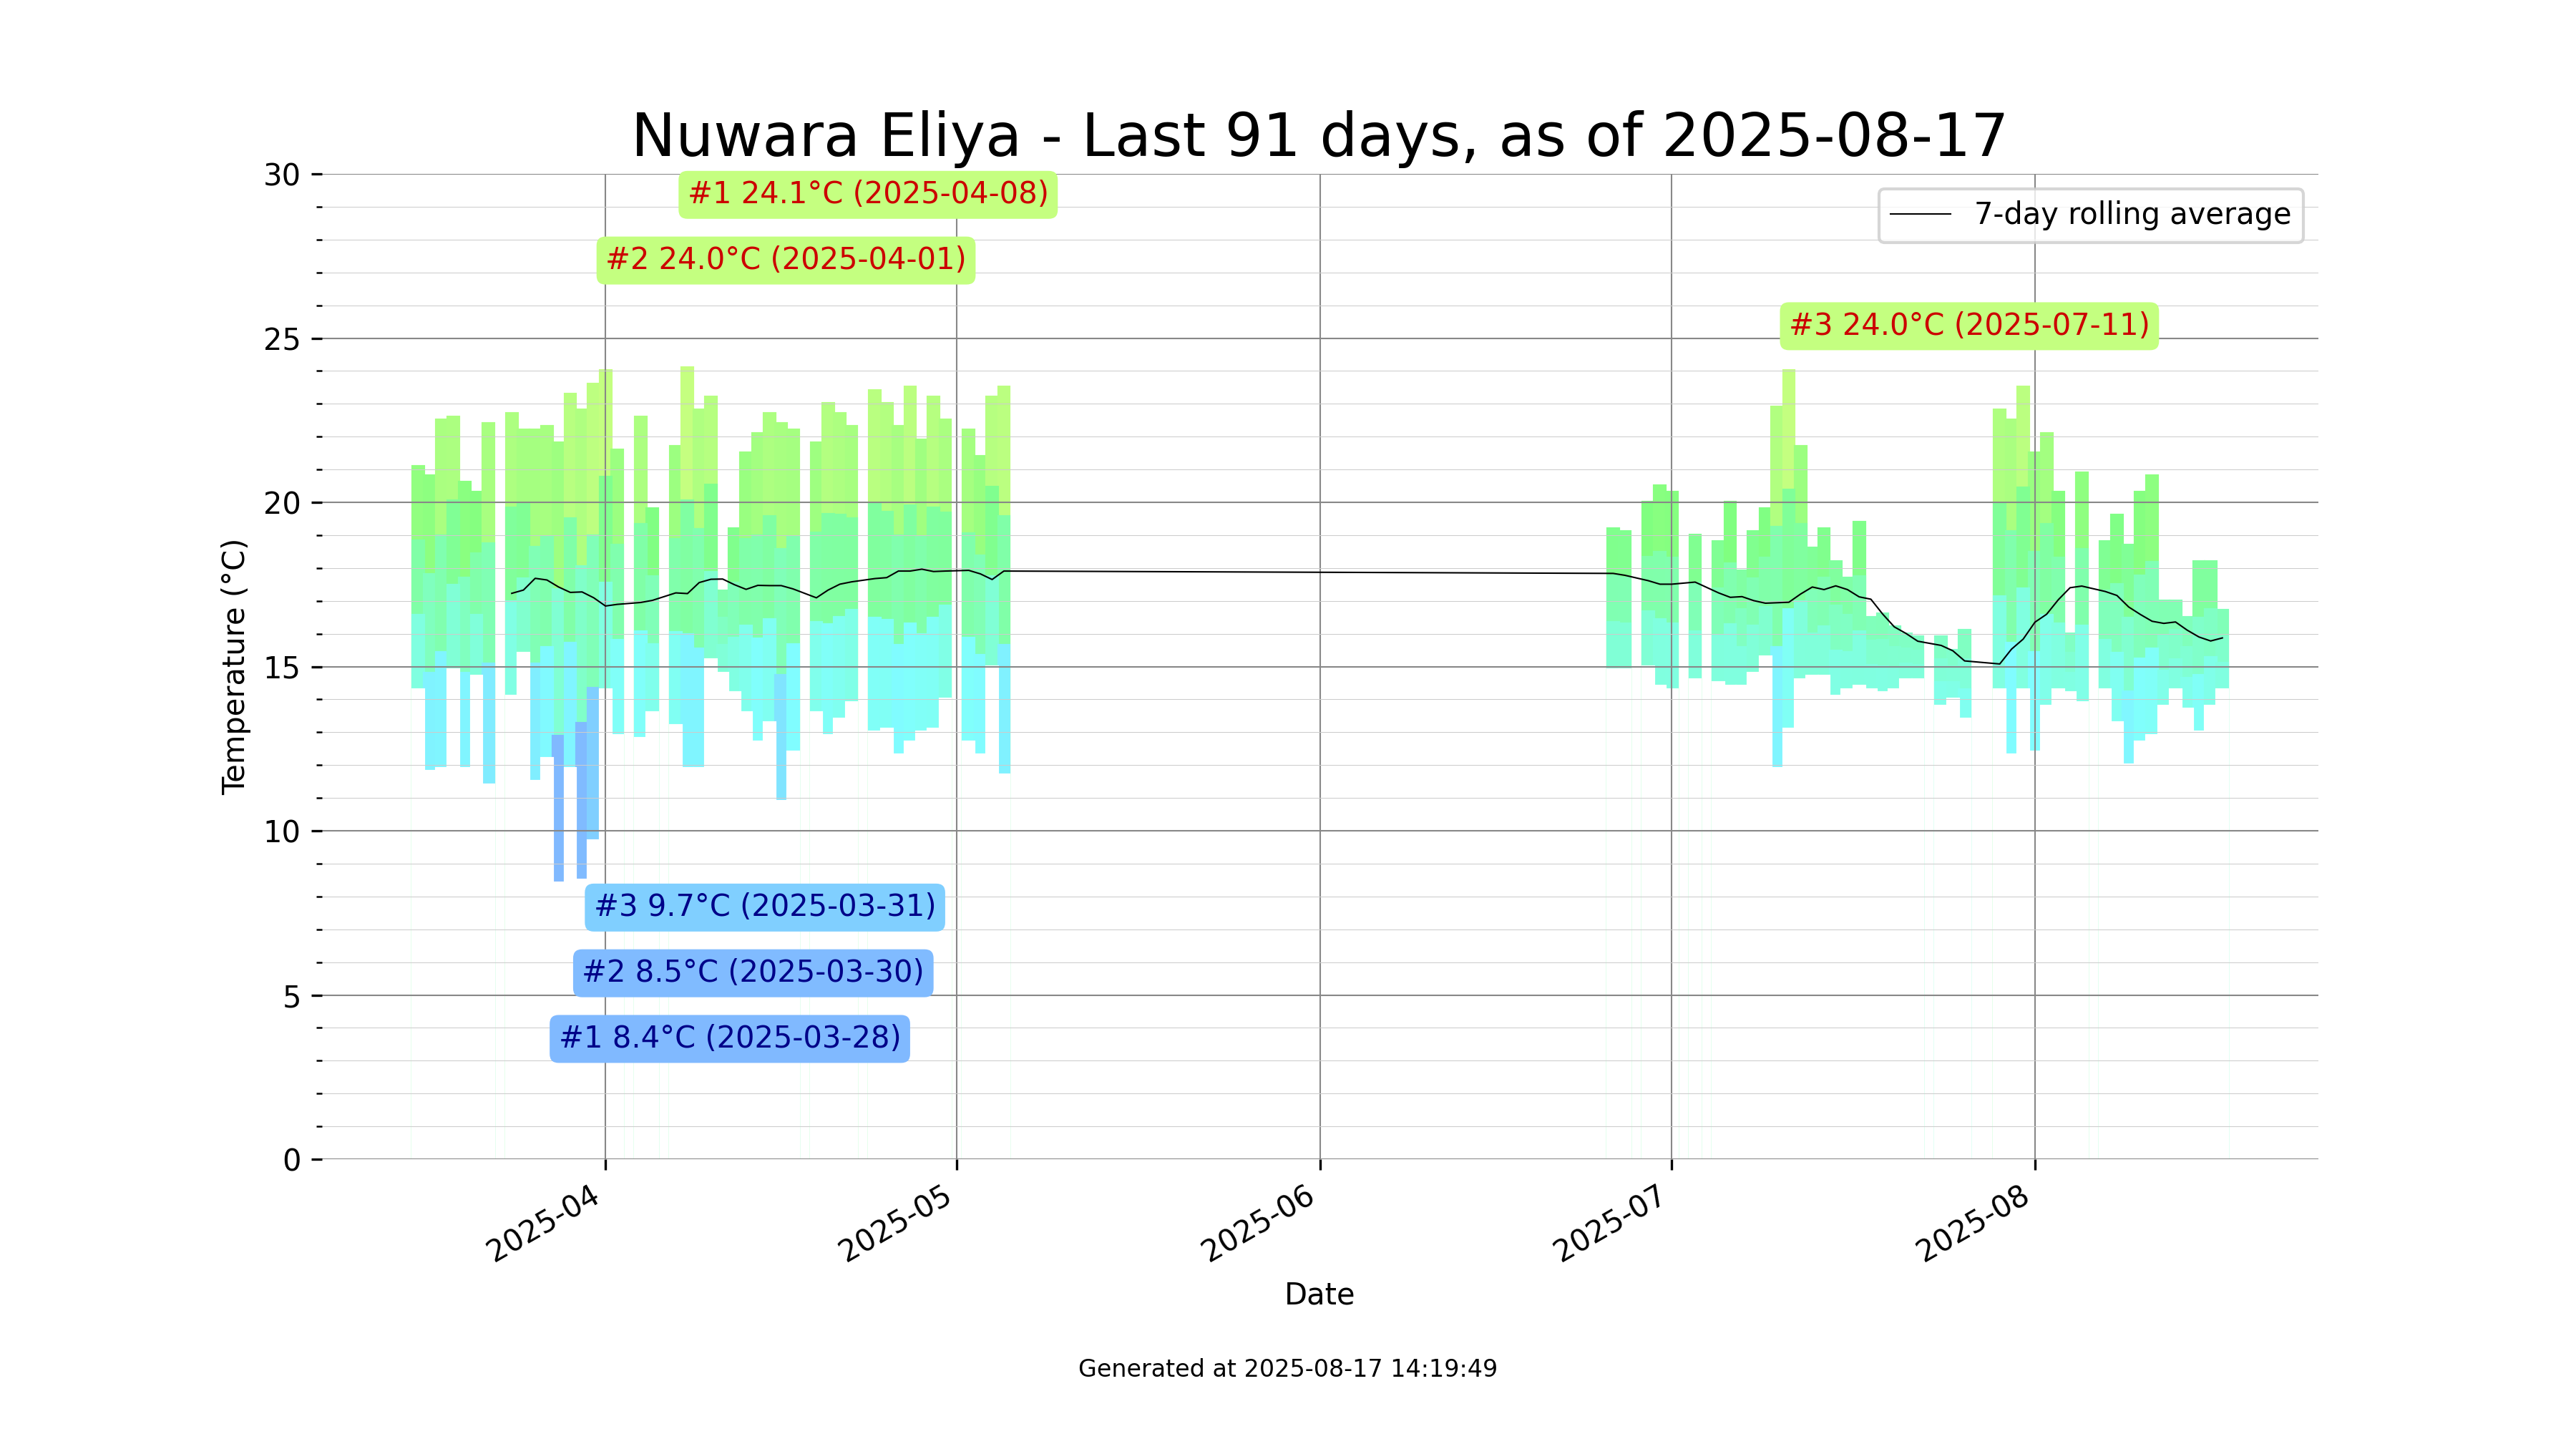 Nuwara Eliya - Last 91 days, as of 2025-08-17
30
25
20
15
10
5
0
Temperature (°C)
#1 24.1°C (2025-04-08)
#2 24.0°C (2025-04-01)
#3 24.0°C (2025-07-11)
7-day rolling average
#3 9.7°C (2025-03-31)
#2 8.5°C (2025-03-30)
#1 8.4°C (2025-03-28)
2025-04
2025-05
2025-06
2025-07
2025-08
Date
Generated at 2025-08-17 14:19:49